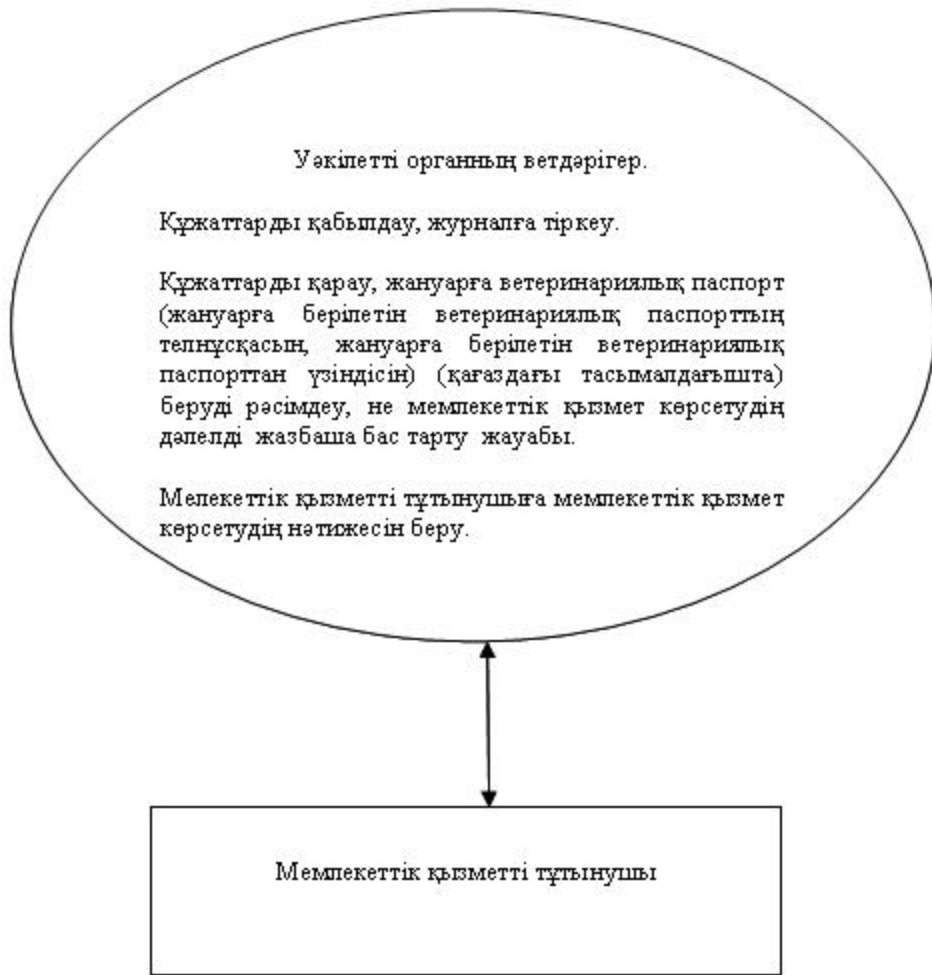 Уәкілетті органның ветдәрігер.
Құжаттарды қабылдау, журналға тіркеу.
Құжаттарды қарау, жануарға ветеринариялық паспорт
(жануарға берілетін ветеринариялық паспорттың
телнұсқасын, жануарға берілетін ветеринариялық
паспорттан үзіндісін) (қағаздағы тасымалдағышта)
беруді рәсімдеу, не мемлекеттік қызмет көрсетудің
дәлелді жазбаша бас тарту жауабы.
Мелекеттік қызметті тұтынушыға мемлекеттік қызмет
көрсетудің нәтижесін беру.
Мемлекеттік қызметті тұтынушы